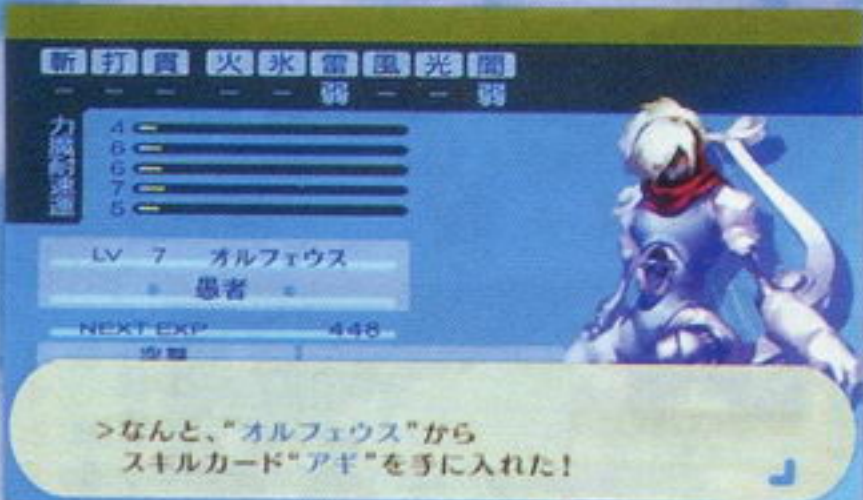 斬 打 貫 火 氷 雷 風 光 闇
－ － － － － 弱 － － 弱
力 4
魔 6
耐 6
速 7
運 5
LV 7 オルフェウス
愚者
NEXT EXP 448
突撃
>なんと、“オルフェウス”から
スキルカード“アギ”を手に入れた!